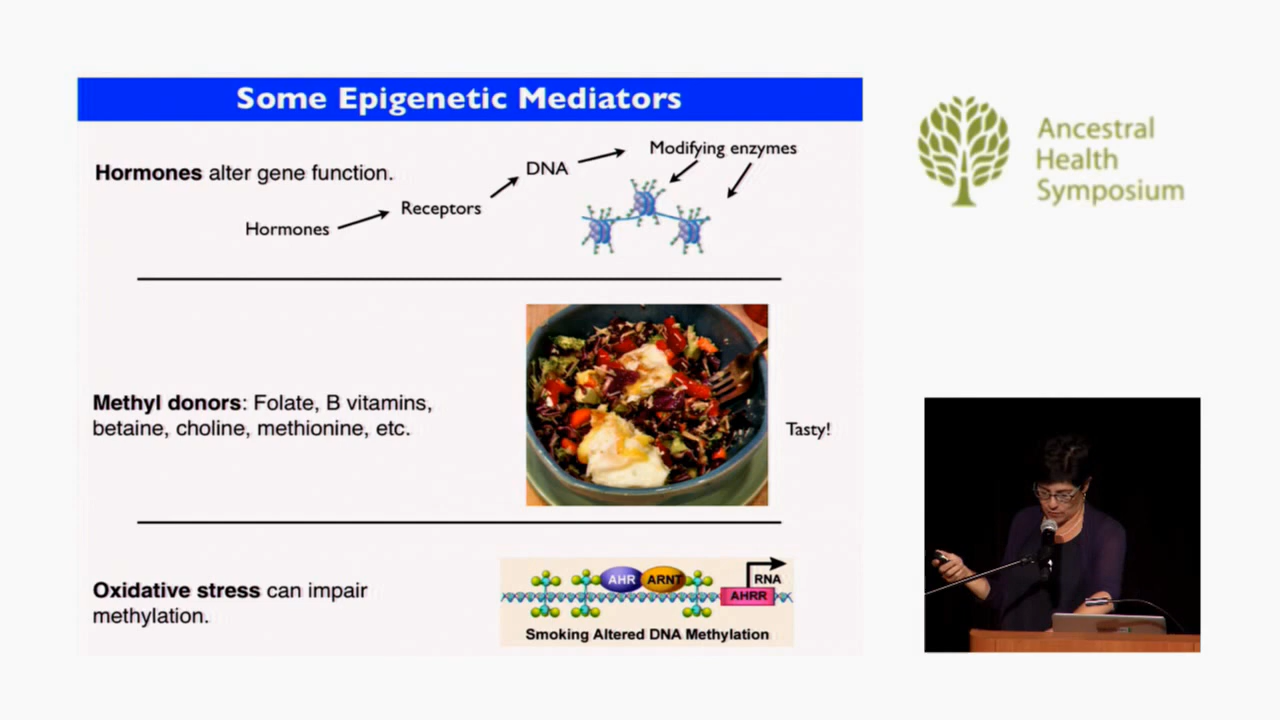 Some Epigenetic Mediators
Hormones alter gene function.
Hormones
Receptors
DNA
Modifying enzymes
Methyl donors: Folate, B vitamins,
betaine, choline, methionine, etc.
Tasty!
Oxidative stress can impair
methylation.
AHR
ARNT
RNA
AHRR
Smoking Altered DNA Methylation
Ancestral
Health
Symposium